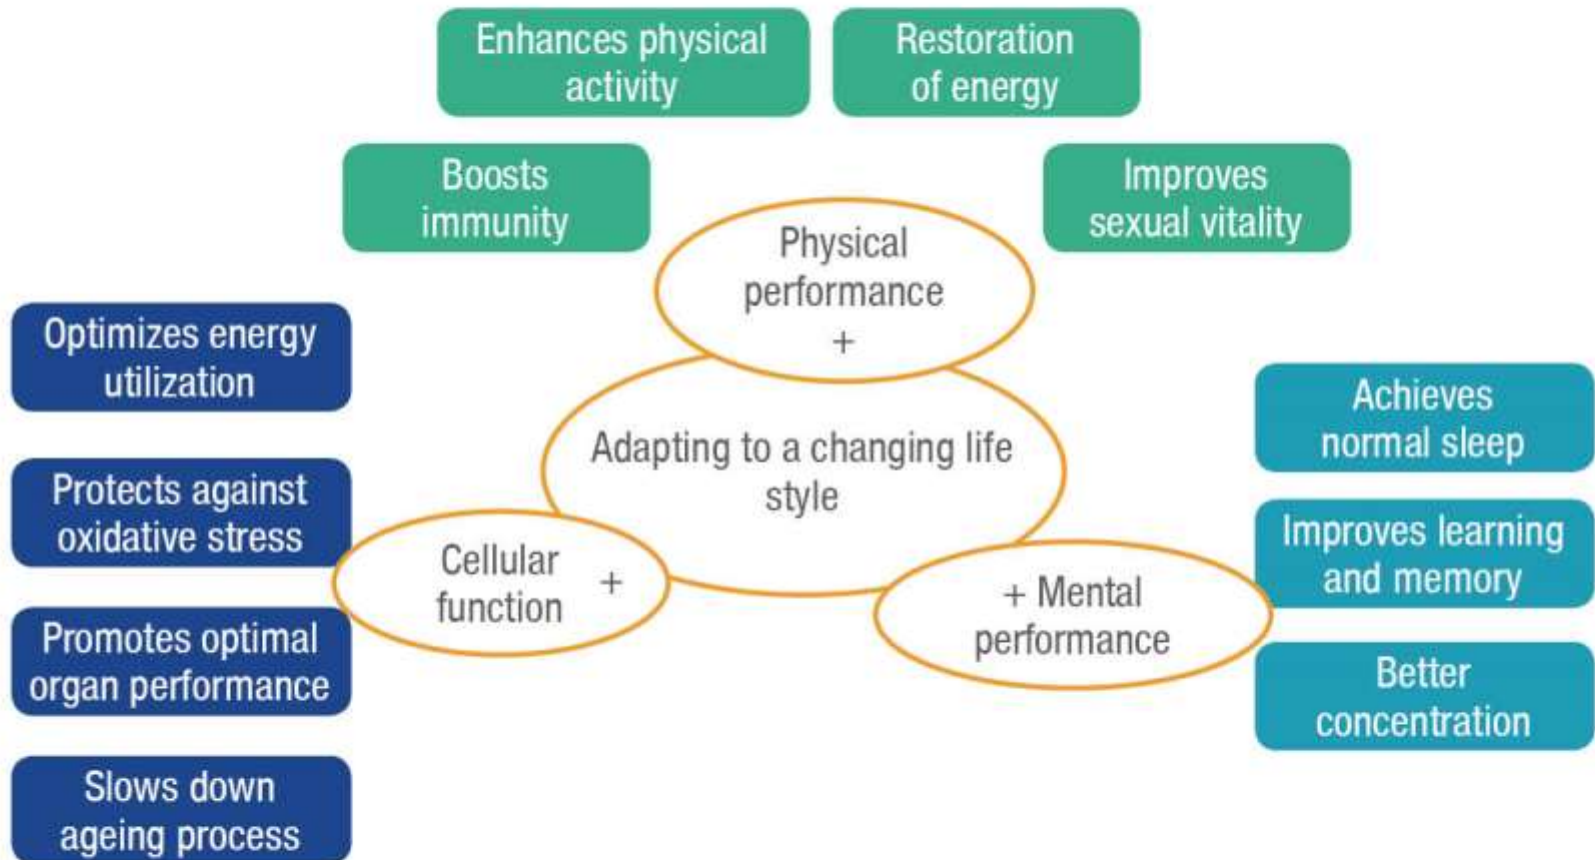 Enhances physical
activity
Restoration
of energy
Boosts
immunity
Improves
sexual vitality
Physical
performance
+
Optimizes energy
utilization
Protects against
oxidative stress
Promotes optimal
organ performance
Slows down
ageing process
Cellular
function +
Adapting to a changing life
style
+ Mental
performance
Achieves
normal sleep
Improves learning
and memory
Better
concentration